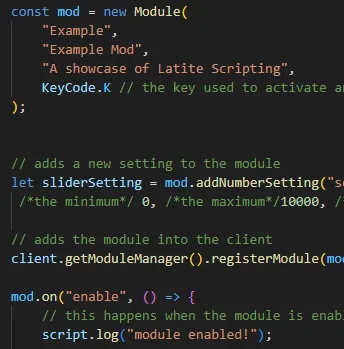 const mod = new Module(
"Example",
"Example Mod",
"A showcase of Latite Scripting",
KeyCode.K // the key used to activate an
);
// adds a new setting to the module
let sliderSetting = mod.addNumberSetting("se
/*the minimum*/ 0, /*the maximum*/10000, /*
// adds the module into the client
client.getModuleManager().registerModule(mod
mod.on("enable", () => {
// this happens when the module is enabl
script.log("module enabled!");